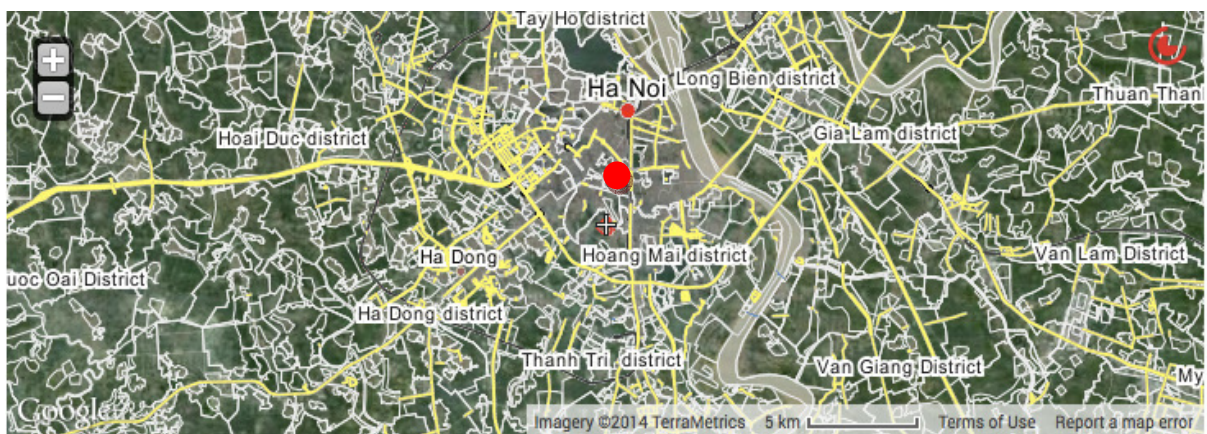 Tay Ho district
Ha Noi
Long Bien district
Thuan Thanh
Hoai Duc district
Gia Lam district
Ha Dong
Hoang Mai district
Van Lam District
uoc Oai District
Ha Dong district
Thanh Tri, district
Van Giang District
My
Google
Imagery ©2014 TerraMetrics
5 km
Terms of Use
Report a map error